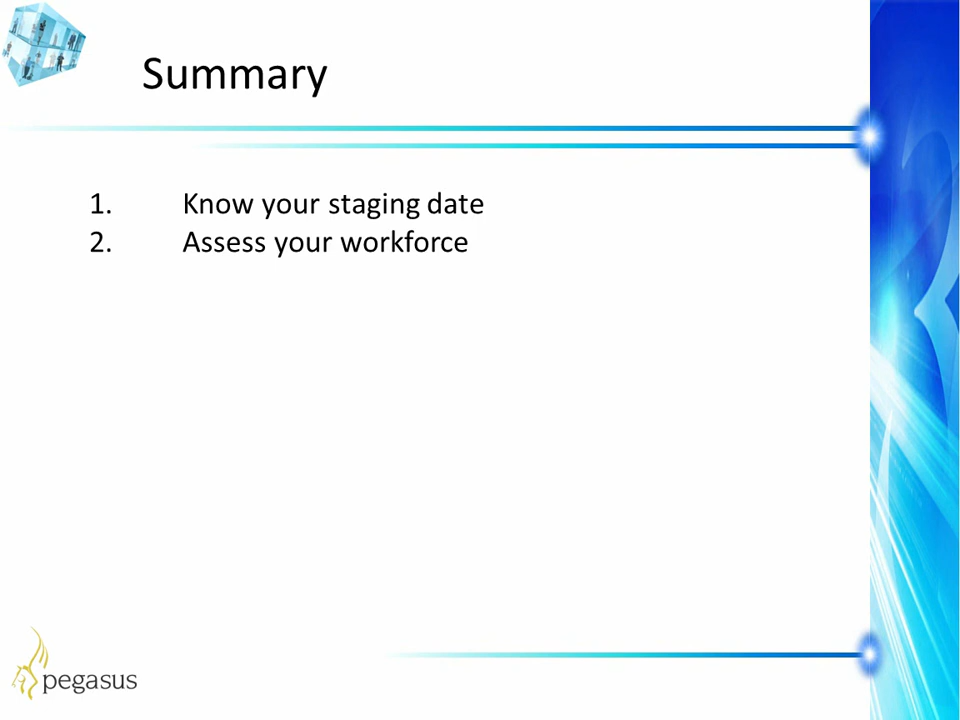 Summary
1. Know your staging date
2. Assess your workforce
pegasus